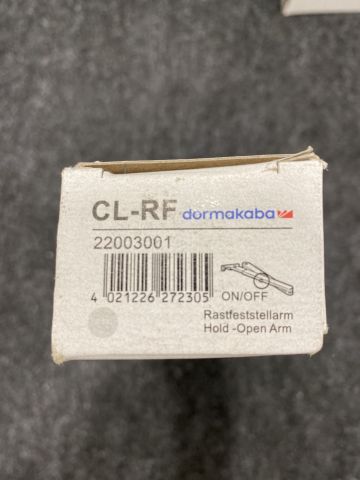 CL-RF dormakaba
22003001
4 021226 272305
ON/OFF
Rastfeststellarm
Hold -Open Arm